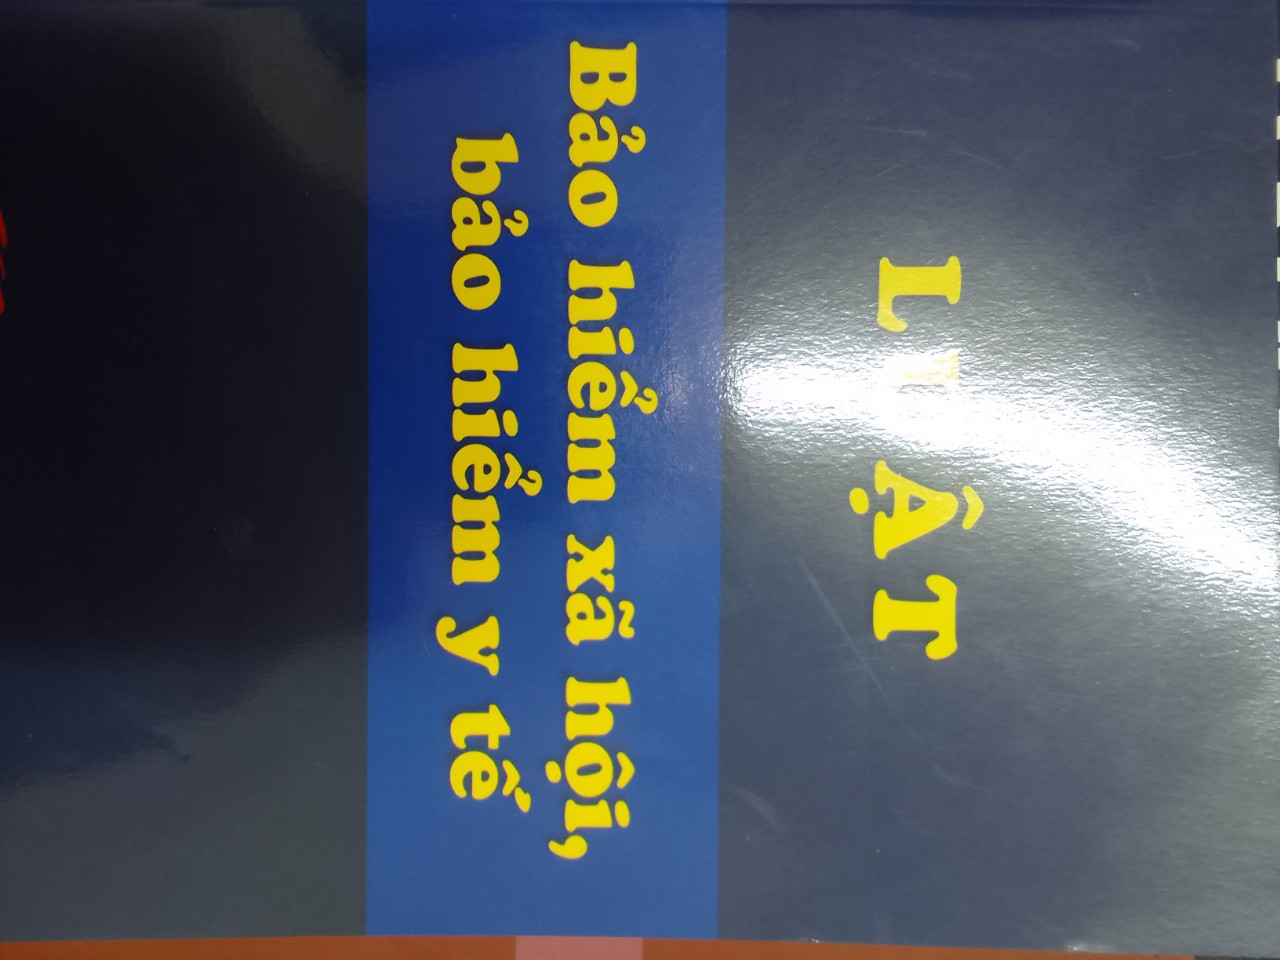 LUẬT
Bảo hiểm xã hội,
bảo hiểm y tế